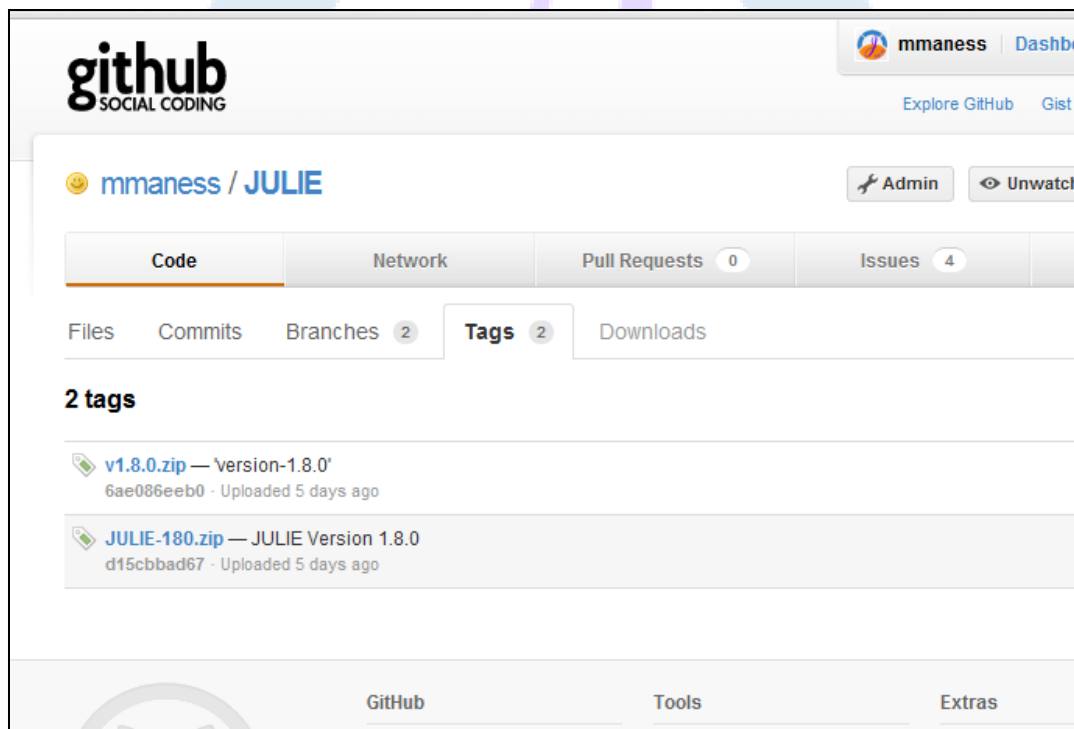 github
SOCIAL CODING
mmaness Dashb
Explore GitHub Gist
mmaness / JULIE
Admin Unwatch
Code Network Pull Requests 0 Issues 4
Files Commits Branches 2 Tags 2 Downloads
2 tags
v1.8.0.zip — 'version-1.8.0'
6ae086eeb0 · Uploaded 5 days ago
JULIE-180.zip — JULIE Version 1.8.0
d15cbbad67 · Uploaded 5 days ago
GitHub Tools Extras